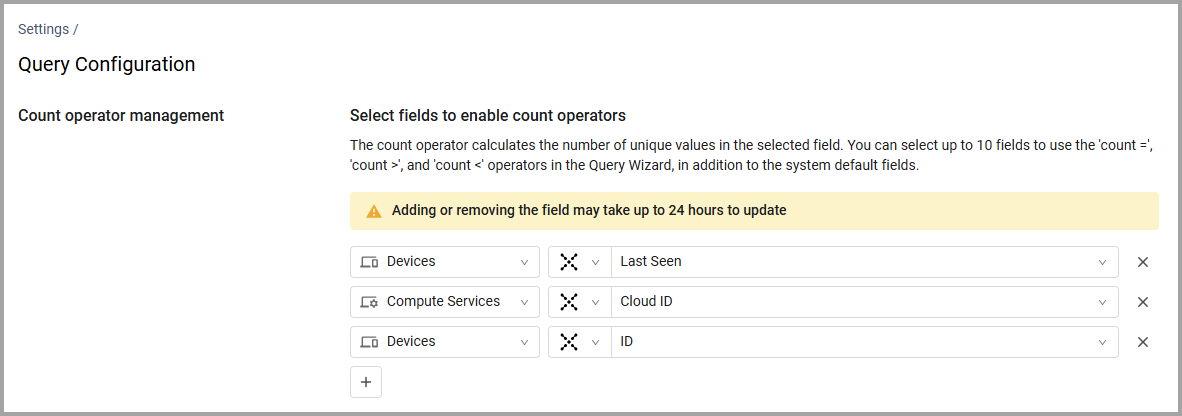 Settings /
Query Configuration
Count operator management
Select fields to enable count operators
The count operator calculates the number of unique values in the selected field. You can select up to 10 fields to use the 'count =',
'count >', and 'count <' operators in the Query Wizard, in addition to the system default fields.
Adding or removing the field may take up to 24 hours to update
Devices Last Seen
Compute Services Cloud ID
Devices ID